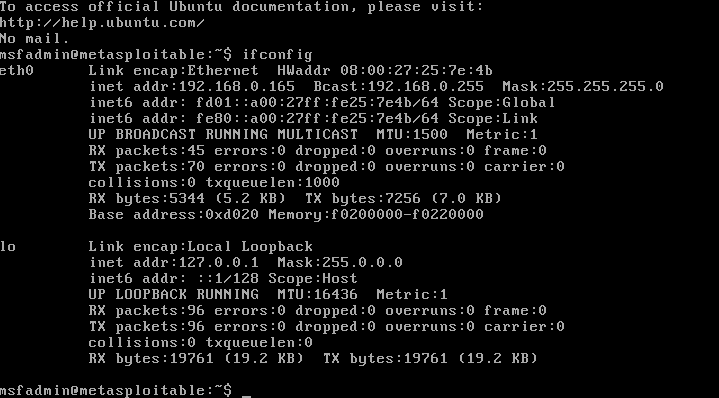 To access official Ubuntu documentation, please visit:
http://help.ubuntu.com/
No mail.
msfadmin@metasploitable:~$ ifconfig
eth0      Link encap:Ethernet  HWaddr 08:00:27:25:7e:4b
          inet addr:192.168.0.165  Bcast:192.168.0.255  Mask:255.255.255.0
          inet6 addr: fd01::a00:27ff:fe25:7e4b/64 Scope:Global
          inet6 addr: fe80::a00:27ff:fe25:7e4b/64 Scope:Link
          UP BROADCAST RUNNING MULTICAST  MTU:1500  Metric:1
          RX packets:45 errors:0 dropped:0 overruns:0 frame:0
          TX packets:70 errors:0 dropped:0 overruns:0 carrier:0
          collisions:0 txqueuelen:1000
          RX bytes:5344 (5.2 KB)  TX bytes:7256 (7.0 KB)
          Base address:0xd020 Memory:f0200000-f0220000
lo        Link encap:Local Loopback
          inet addr:127.0.0.1  Mask:255.0.0.0
          inet6 addr: ::1/128 Scope:Host
          UP LOOPBACK RUNNING  MTU:16436  Metric:1
          RX packets:96 errors:0 dropped:0 overruns:0 frame:0
          TX packets:96 errors:0 dropped:0 overruns:0 carrier:0
          collisions:0 txqueuelen:0
          RX bytes:19761 (19.2 KB)  TX bytes:19761 (19.2 KB)
msfadmin@metasploitable:~$ _